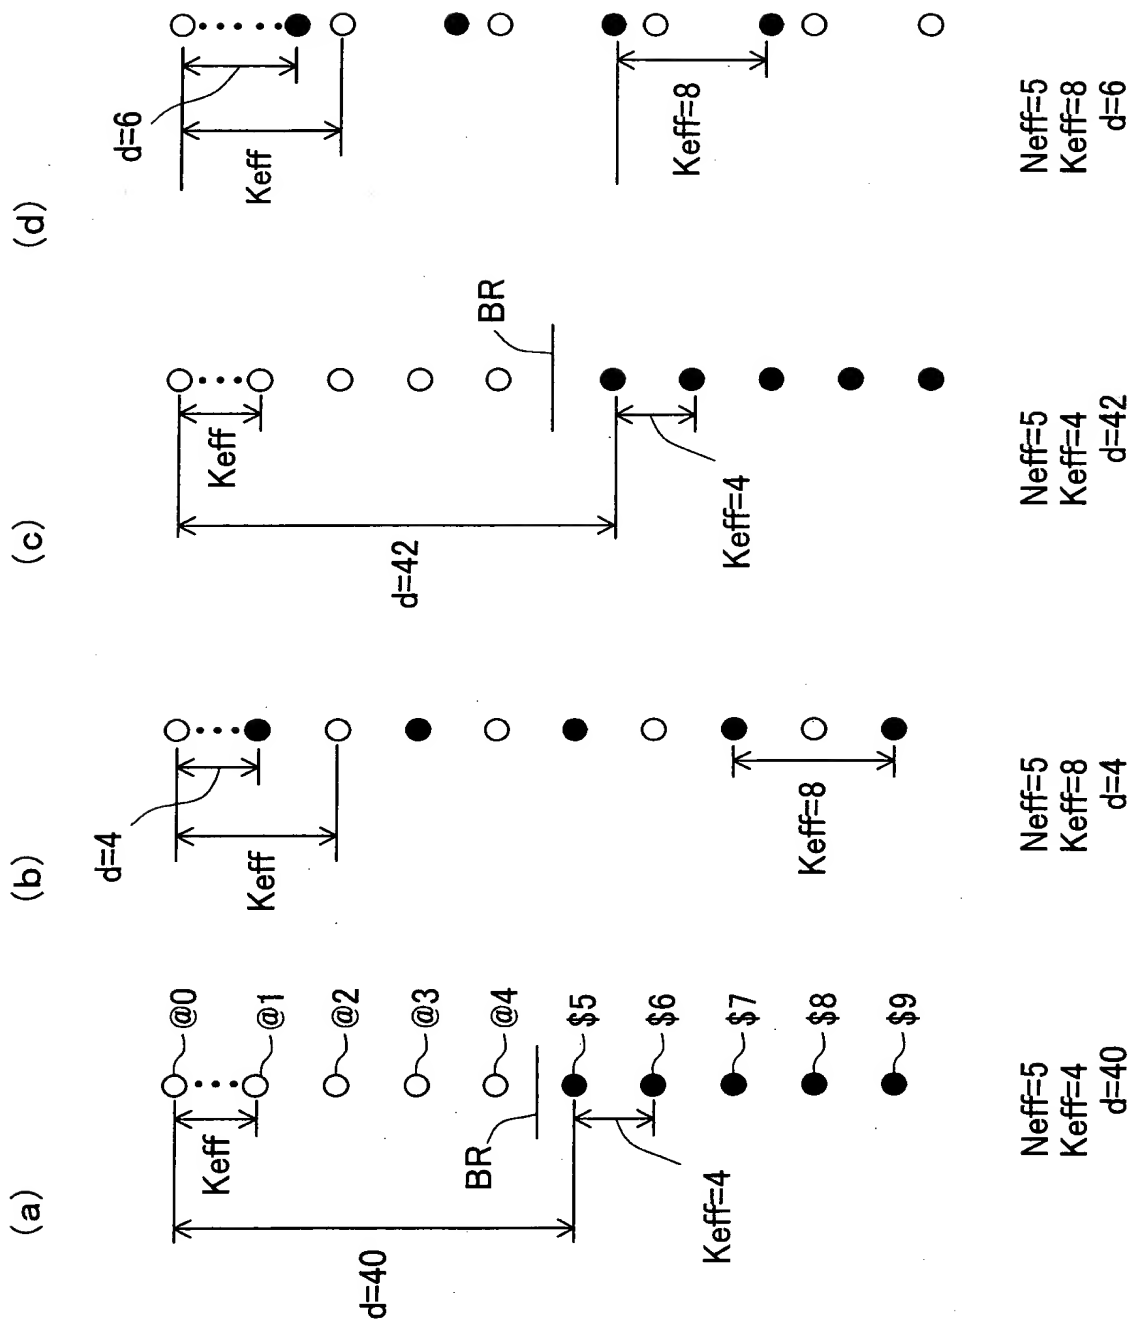 (a)
Keff
d=40
BR
Keff=4
@0
@1
@2
@3
@4
$5
$6
$7
$8
$9
Neff=5
Keff=4
d=40
(b)
d=4
Keff
Keff=8
Neff=5
Keff=8
d=4
(c)
Keff
d=42
BR
Keff=4
Neff=5
Keff=4
d=42
(d)
d=6
Keff
Keff=8
Neff=5
Keff=8
d=6